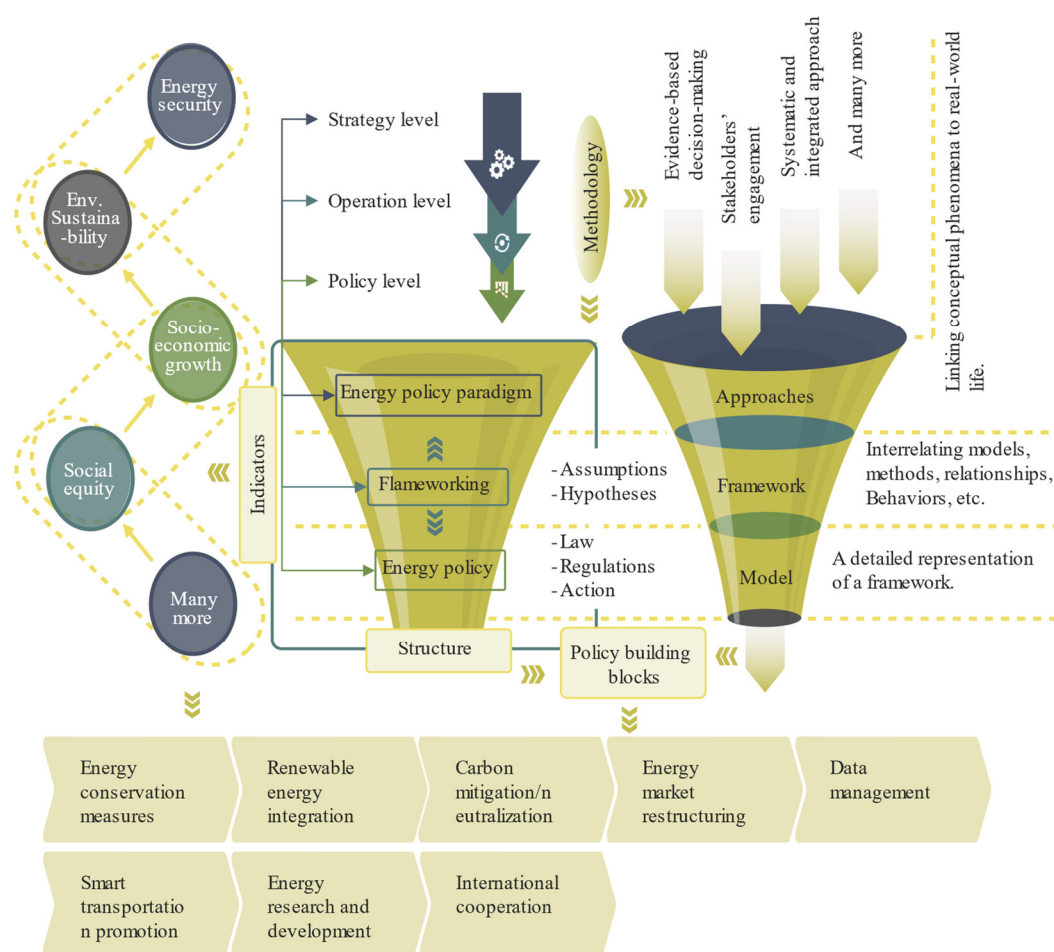 Energy
security
Env.
Sustaina
-bility
Socio-
economic
growth
Social
equity
Many
more
Indicators
Strategy level
Operation level
Policy level
Methodology
Evidence-based
decision-making
Stakeholders’
engagement
Systematic and
integrated approach
And many more
Linking conceptual phenomena to real-world
life.
Energy policy paradigm
Flameworking
Energy policy
-Assumptions
-Hypotheses
-Law
-Regulations
-Action
Structure
Policy building
blocks
Approaches
Framework
Model
Interrelating models,
methods, relationships,
Behaviors, etc.
A detailed representation
of a framework.
Energy
conservation
measures
Renewable
energy
integration
Carbon
mitigation/n
eutralization
Energy
market
restructuring
Data
management
Smart
transportatio
n promotion
Energy
research and
development
International
cooperation